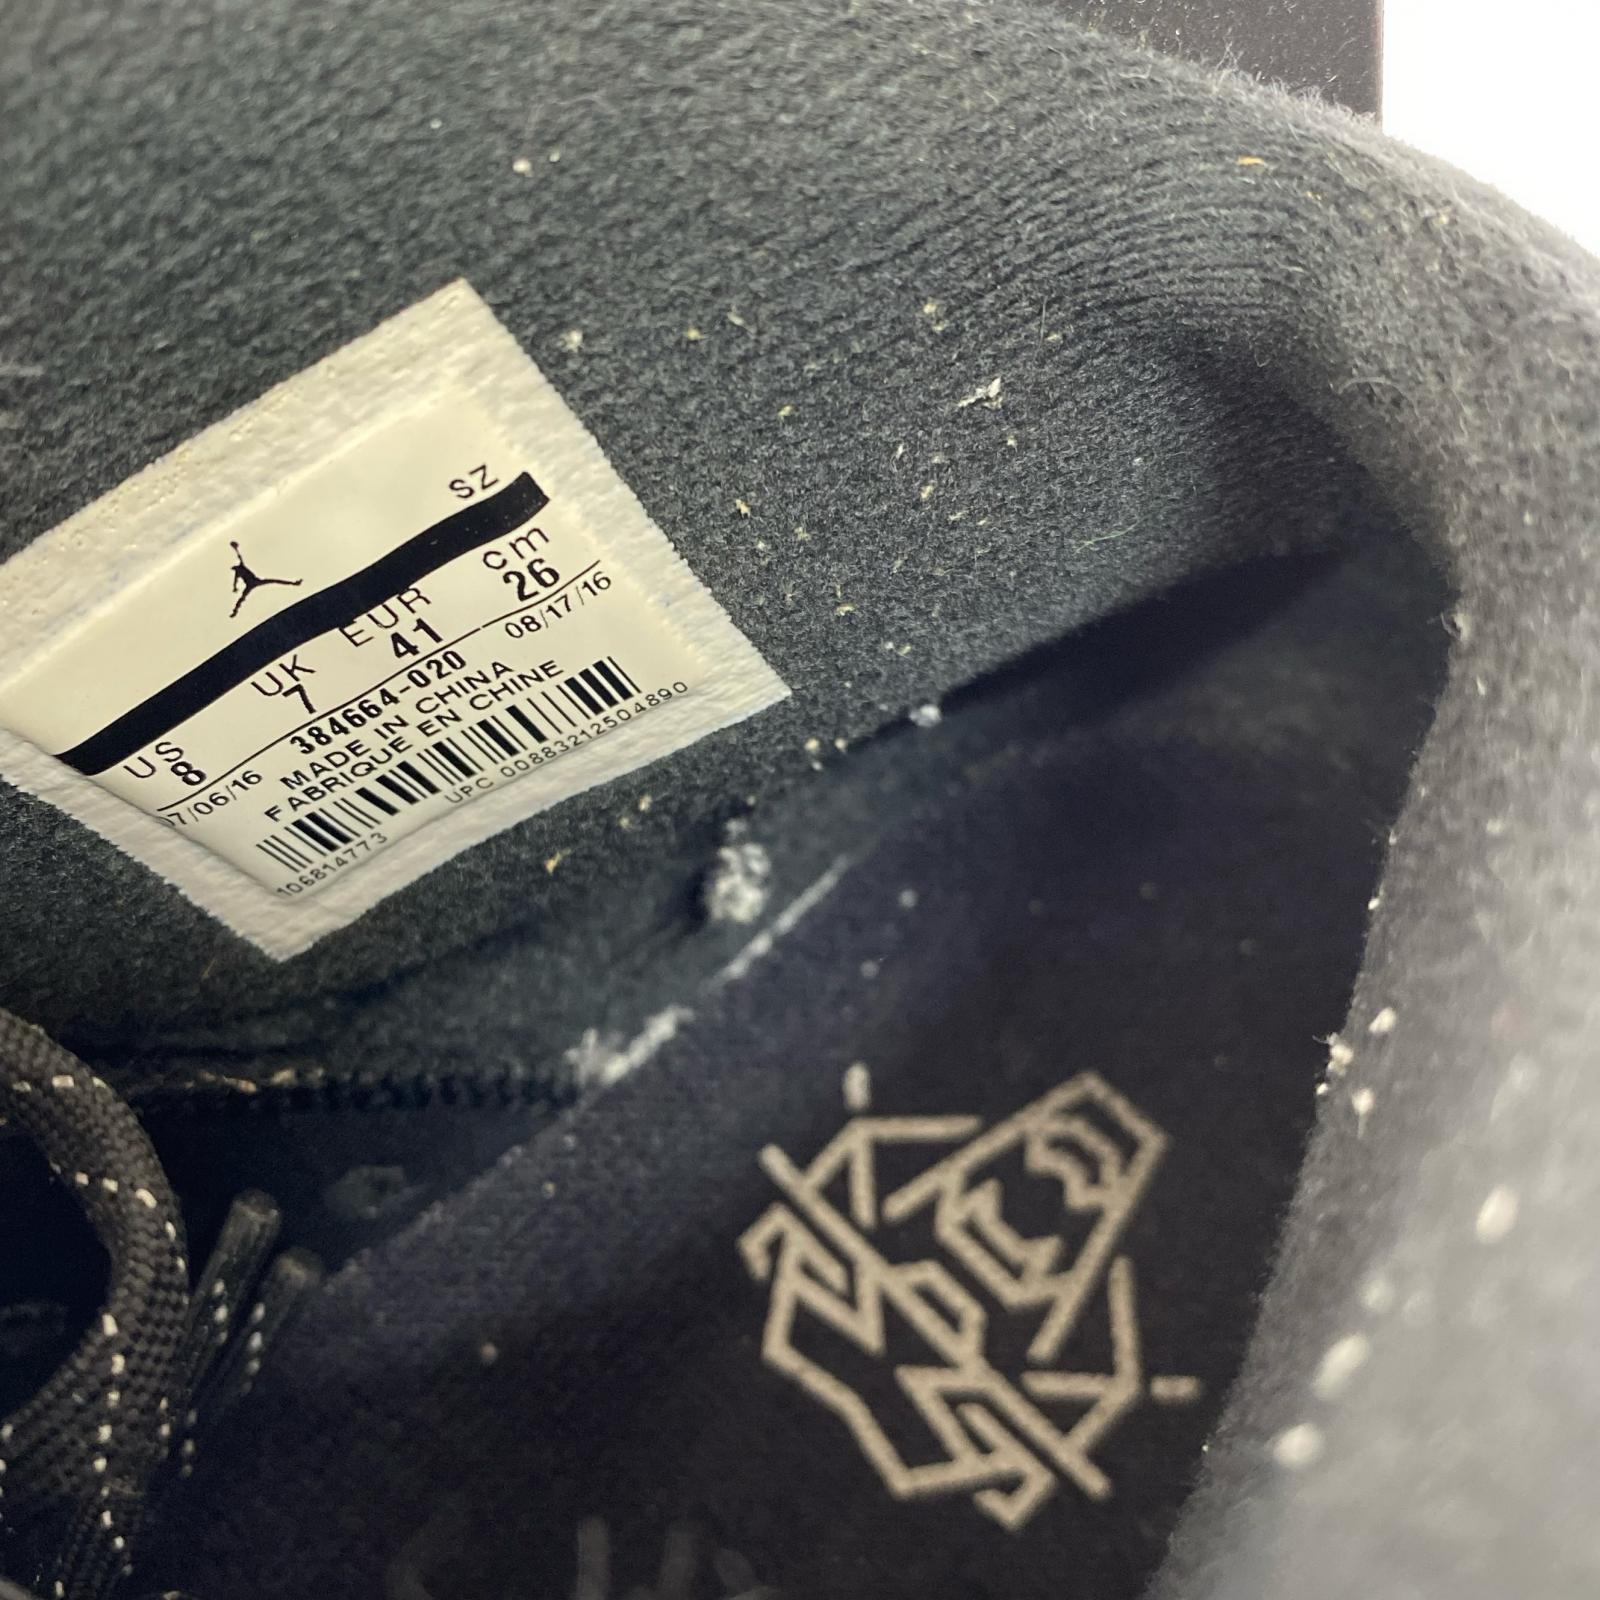 SZ
US UK EUR cm
8 7 41 26
07/06/16 384664-020 08/17/16
MADE IN CHINA
FABRIQUE EN CHINE
106814773 UPC 00883212504890